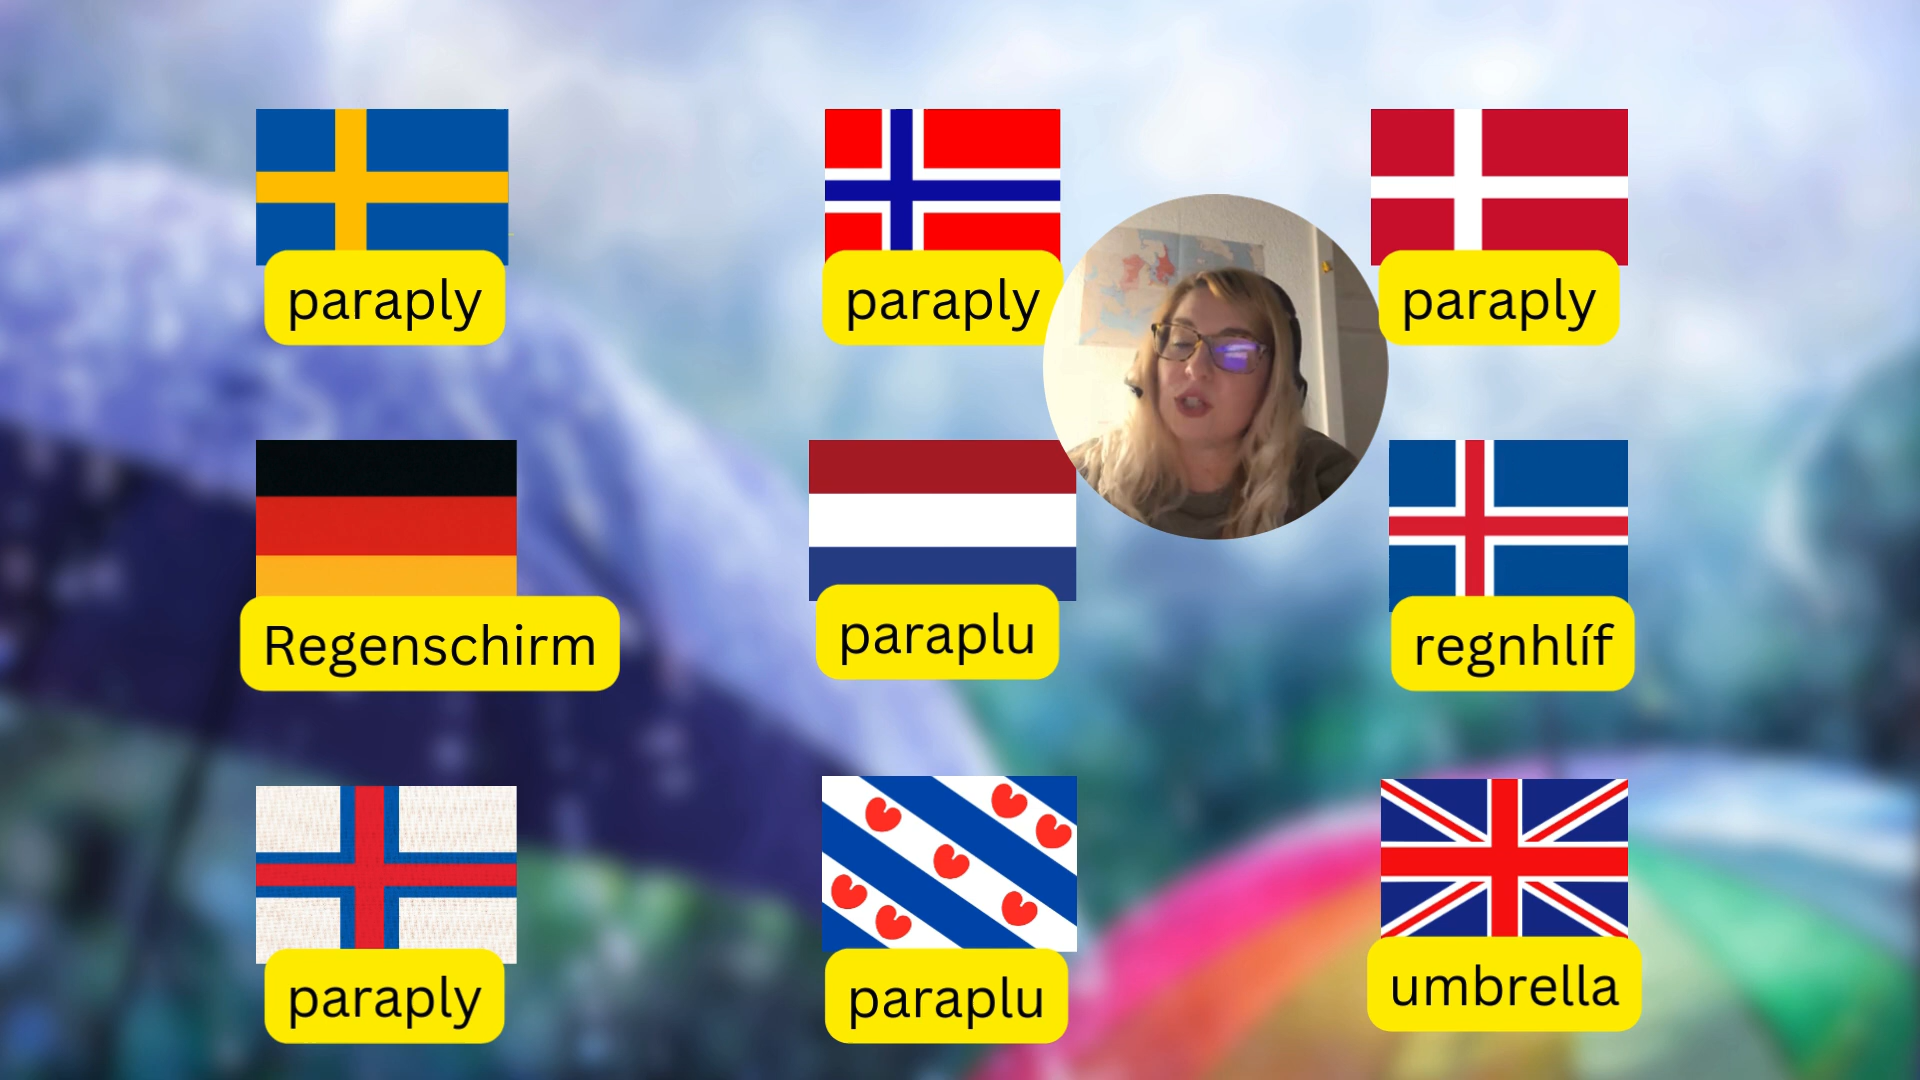 paraply
paraply
paraply
Regenschirm
paraplu
regnhlíf
paraply
paraplu
umbrella